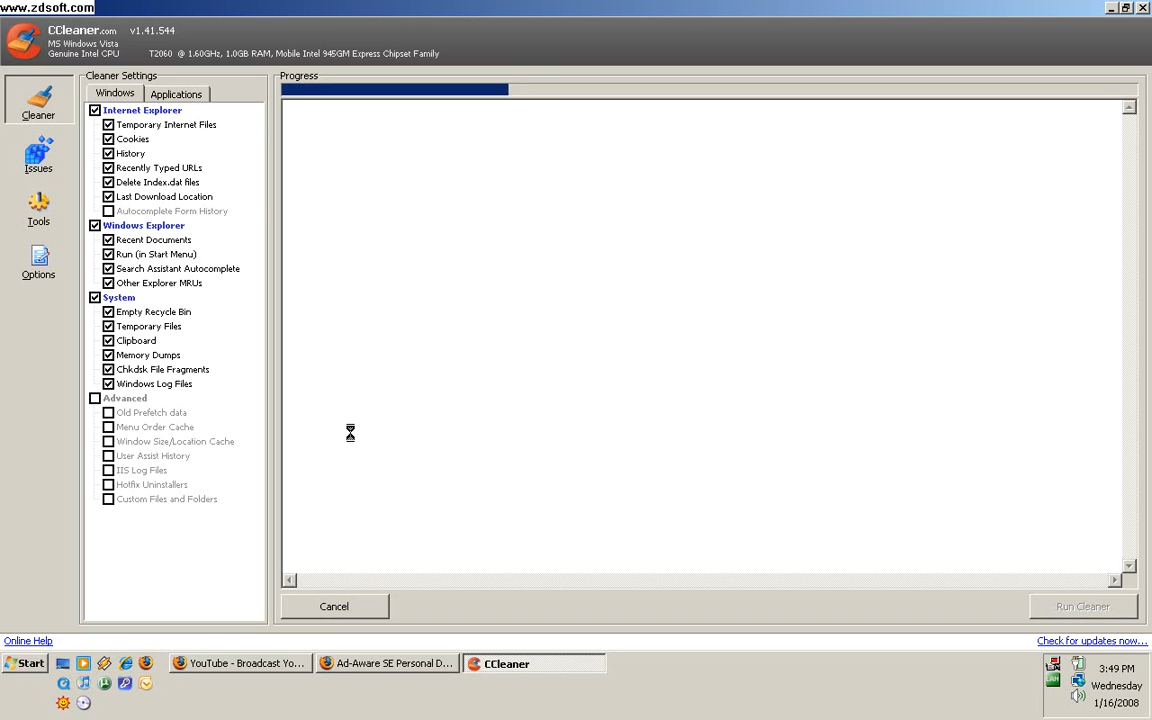 www.zdsoft.com
CCleaner.com v1.41.544
MS Windows Vista
Genuine Intel CPU T2060 @ 1.60GHz, 1.0GB RAM, Mobile Intel 945GM Express Chipset Family
Cleaner
Issues
Tools
Options
Cleaner Settings
Windows
Applications
Internet Explorer
Temporary Internet Files
Cookies
History
Recently Typed URLs
Delete Index.dat files
Last Download Location
Autocomplete Form History
Windows Explorer
Recent Documents
Run (in Start Menu)
Search Assistant Autocomplete
Other Explorer MRUs
System
Empty Recycle Bin
Temporary Files
Clipboard
Memory Dumps
Chkdsk File Fragments
Windows Log Files
Advanced
Old Prefetch data
Menu Order Cache
Window Size/Location Cache
User Assist History
IIS Log Files
Hotfix Uninstallers
Custom Files and Folders
Progress
Cancel
Run Cleaner
Online Help
Check for updates now...
Start
YouTube - Broadcast Yo...
Ad-Aware SE Personal D...
CCleaner
3:49 PM
Wednesday
1/16/2008